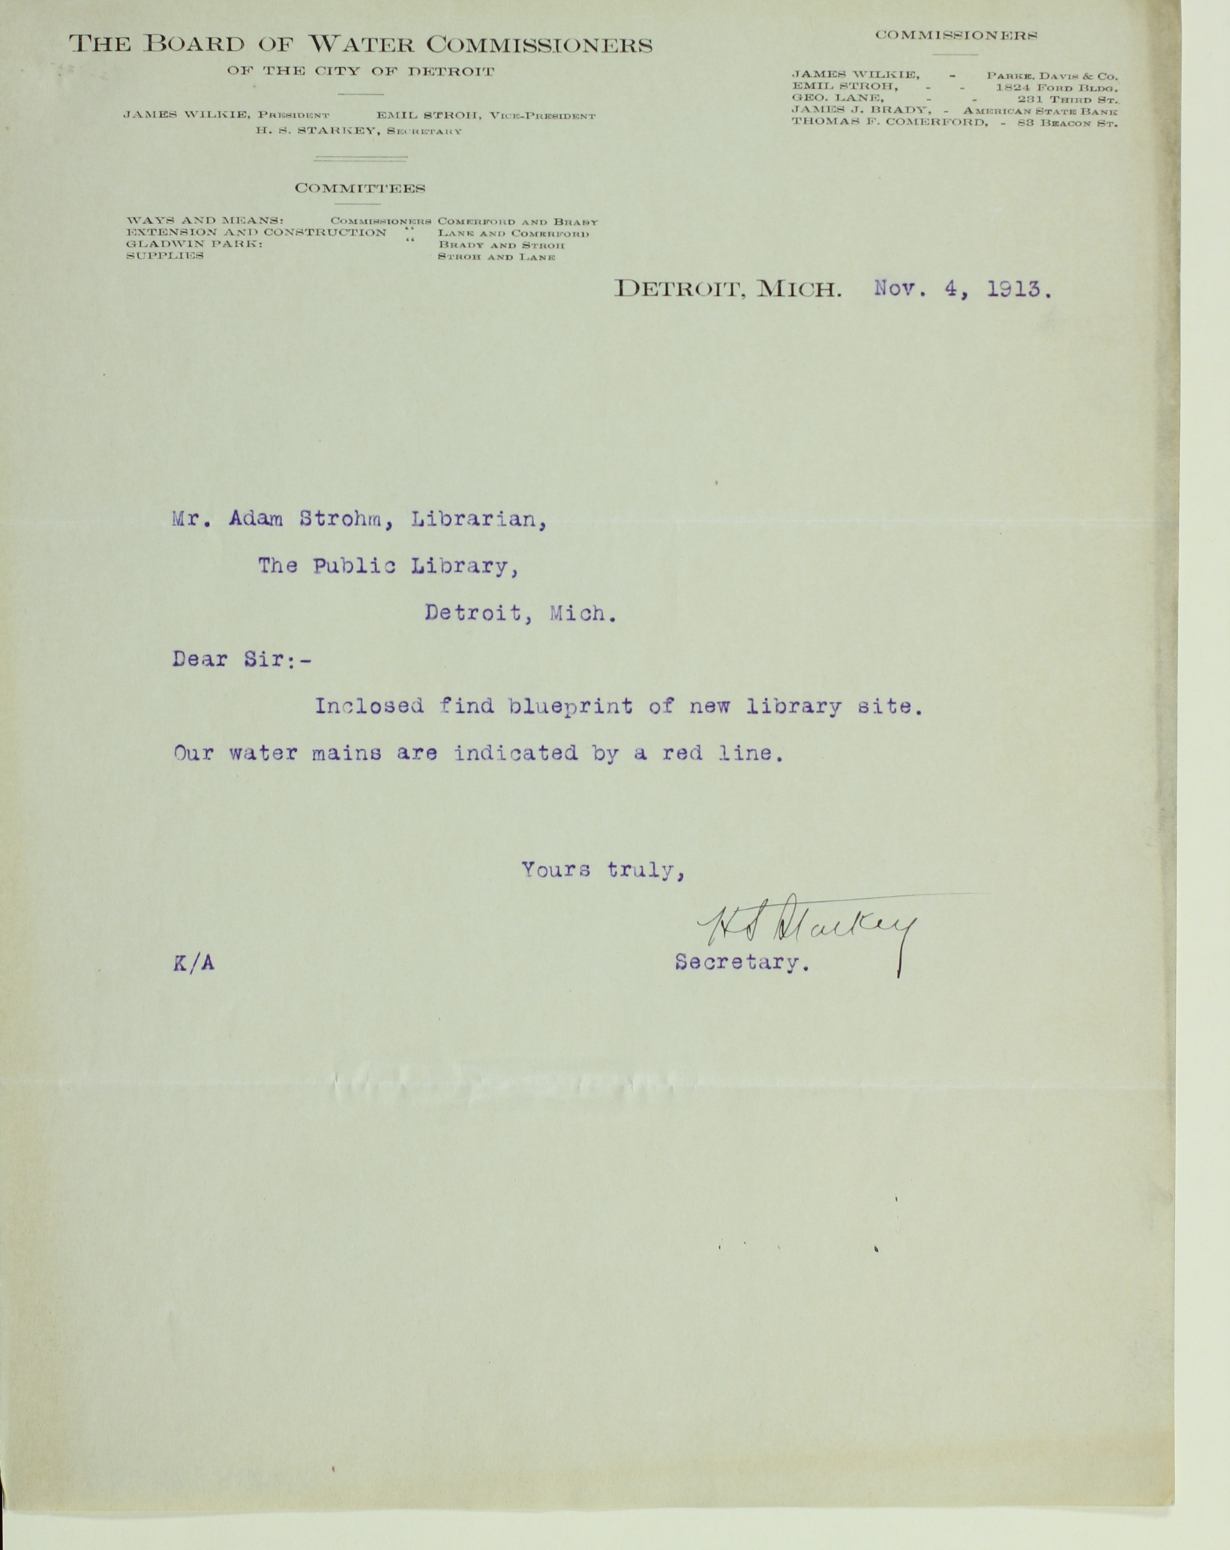 THE BOARD OF WATER COMMISSIONERS
OF THE CITY OF DETROIT
JAMES WILKIE, PRESIDENT EMIL STROH, VICE-PRESIDENT
H. S. STARKEY, SECRETARY
COMMITTEES
WAYS AND MEANS: COMMISSIONERS COMERFORD AND BRADY
EXTENSION AND CONSTRUCTION " LANE AND COMERFORD
GLADWIN PARK: " BRADY AND STROH
SUPPLIES STROH AND LANE
COMMISSIONERS
JAMES WILKIE, - PARKE, DAVIS & CO.
EMIL STROH, - - 1824 FORD BLDG.
GEO. LANE, - - 231 THIRD ST.
JAMES J. BRADY, - AMERICAN STATE BANK
THOMAS F. COMERFORD, - 83 BEACON ST.
DETROIT, MICH. Nov. 4, 1913.
Mr. Adam Strohm, Librarian,
The Public Library,
Detroit, Mich.
Dear Sir:-
Inclosed find blueprint of new library site.
Our water mains are indicated by a red line.
Yours truly,
H S Starkey
K/A Secretary.